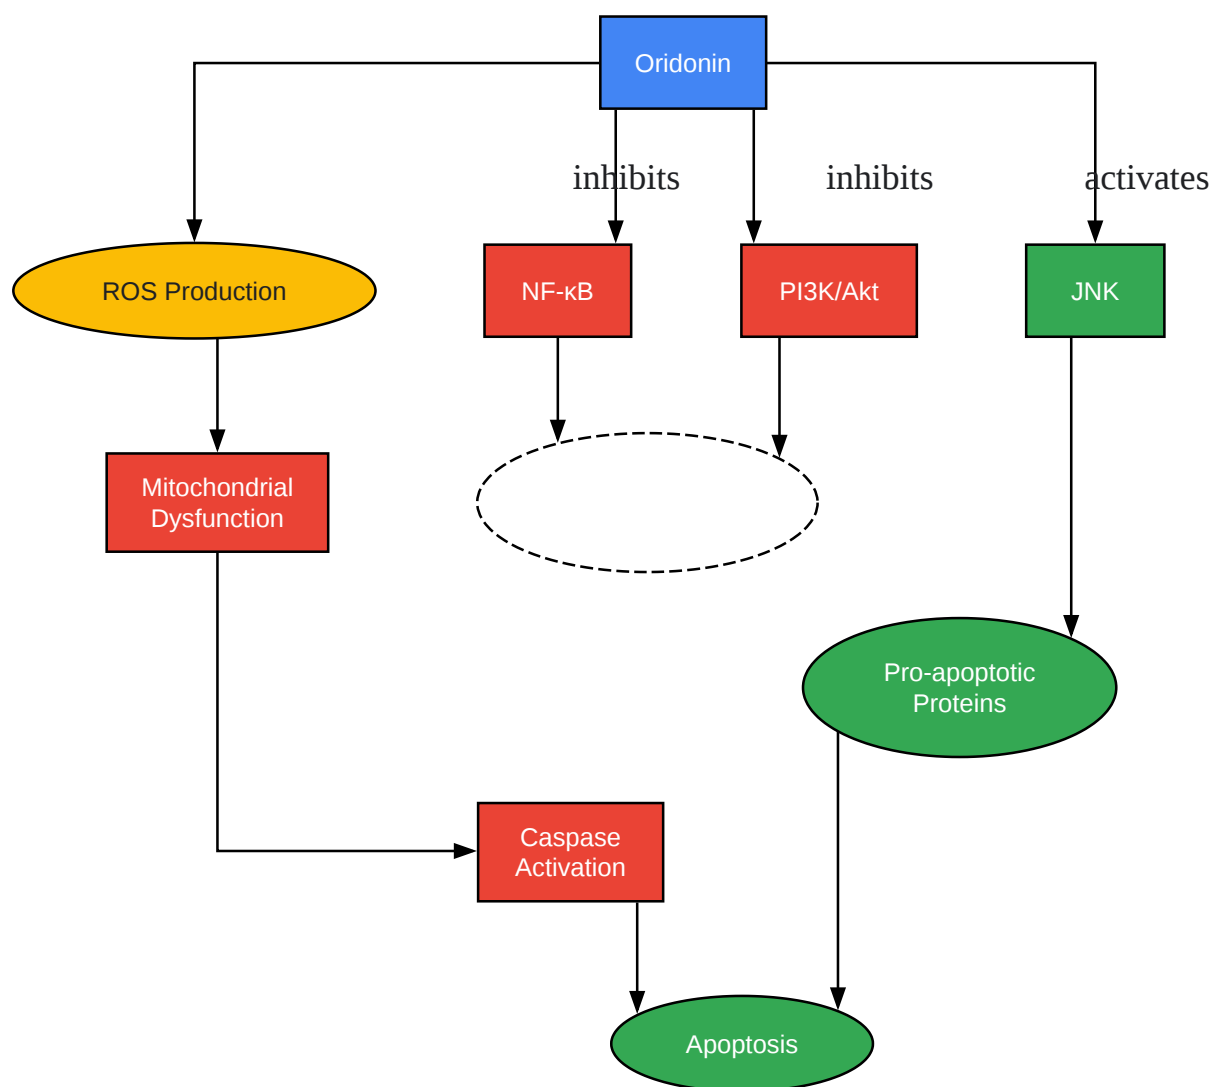 Oridonin
inhibits
inhibits
activates
ROS Production
NF-κB
PI3K/Akt
JNK
Mitochondrial
Dysfunction
Pro-apoptotic
Proteins
Caspase
Activation
Apoptosis